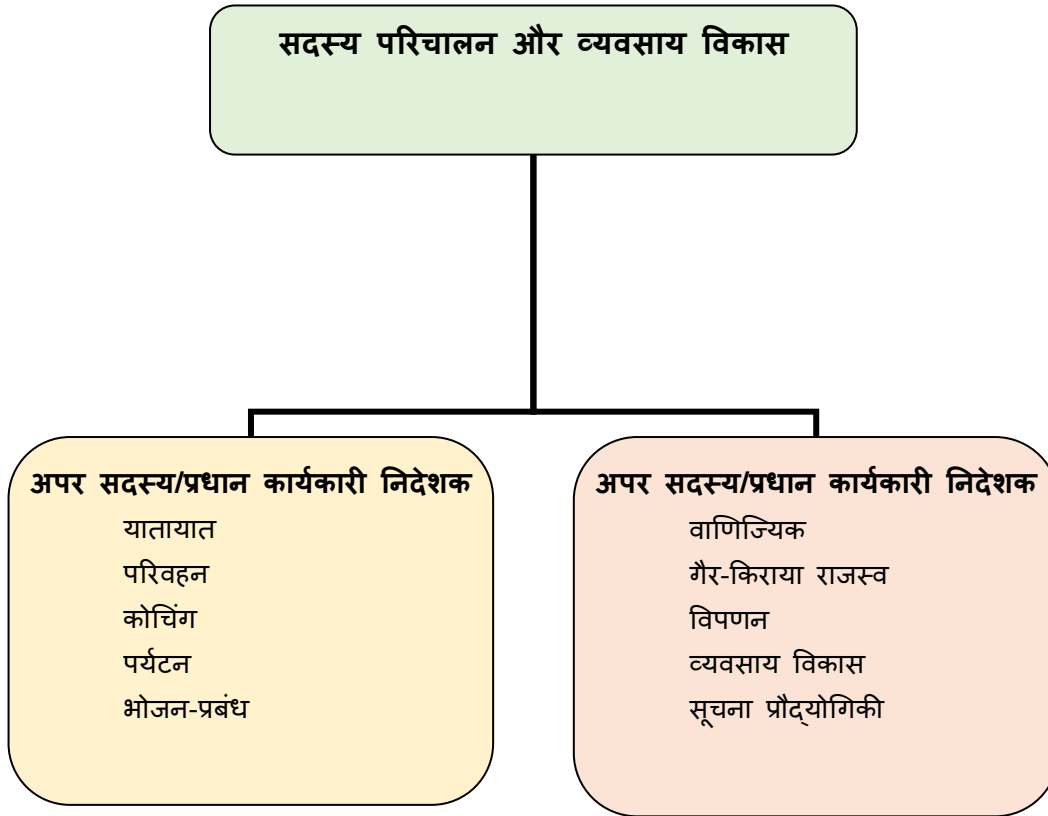 सदस्य परिचालन और व्यवसाय विकास
अपर सदस्य/प्रधान कार्यकारी निदेशक
यातायात
परिवहन
कोचिंग
पर्यटन
भोजन-प्रबंध
अपर सदस्य/प्रधान कार्यकारी निदेशक
वाणिज्यिक
गैर-किराया राजस्व
विपणन
व्यवसाय विकास
सूचना प्रौद्योगिकी